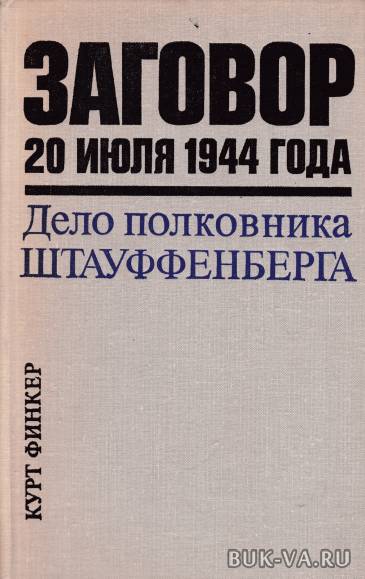 ЗАГОВОР
20 ИЮЛЯ 1944 ГОДА
Дело полковника
ШТАУФФЕНБЕРГА
КУРТ ФИНКЕР
BUK-VA.RU